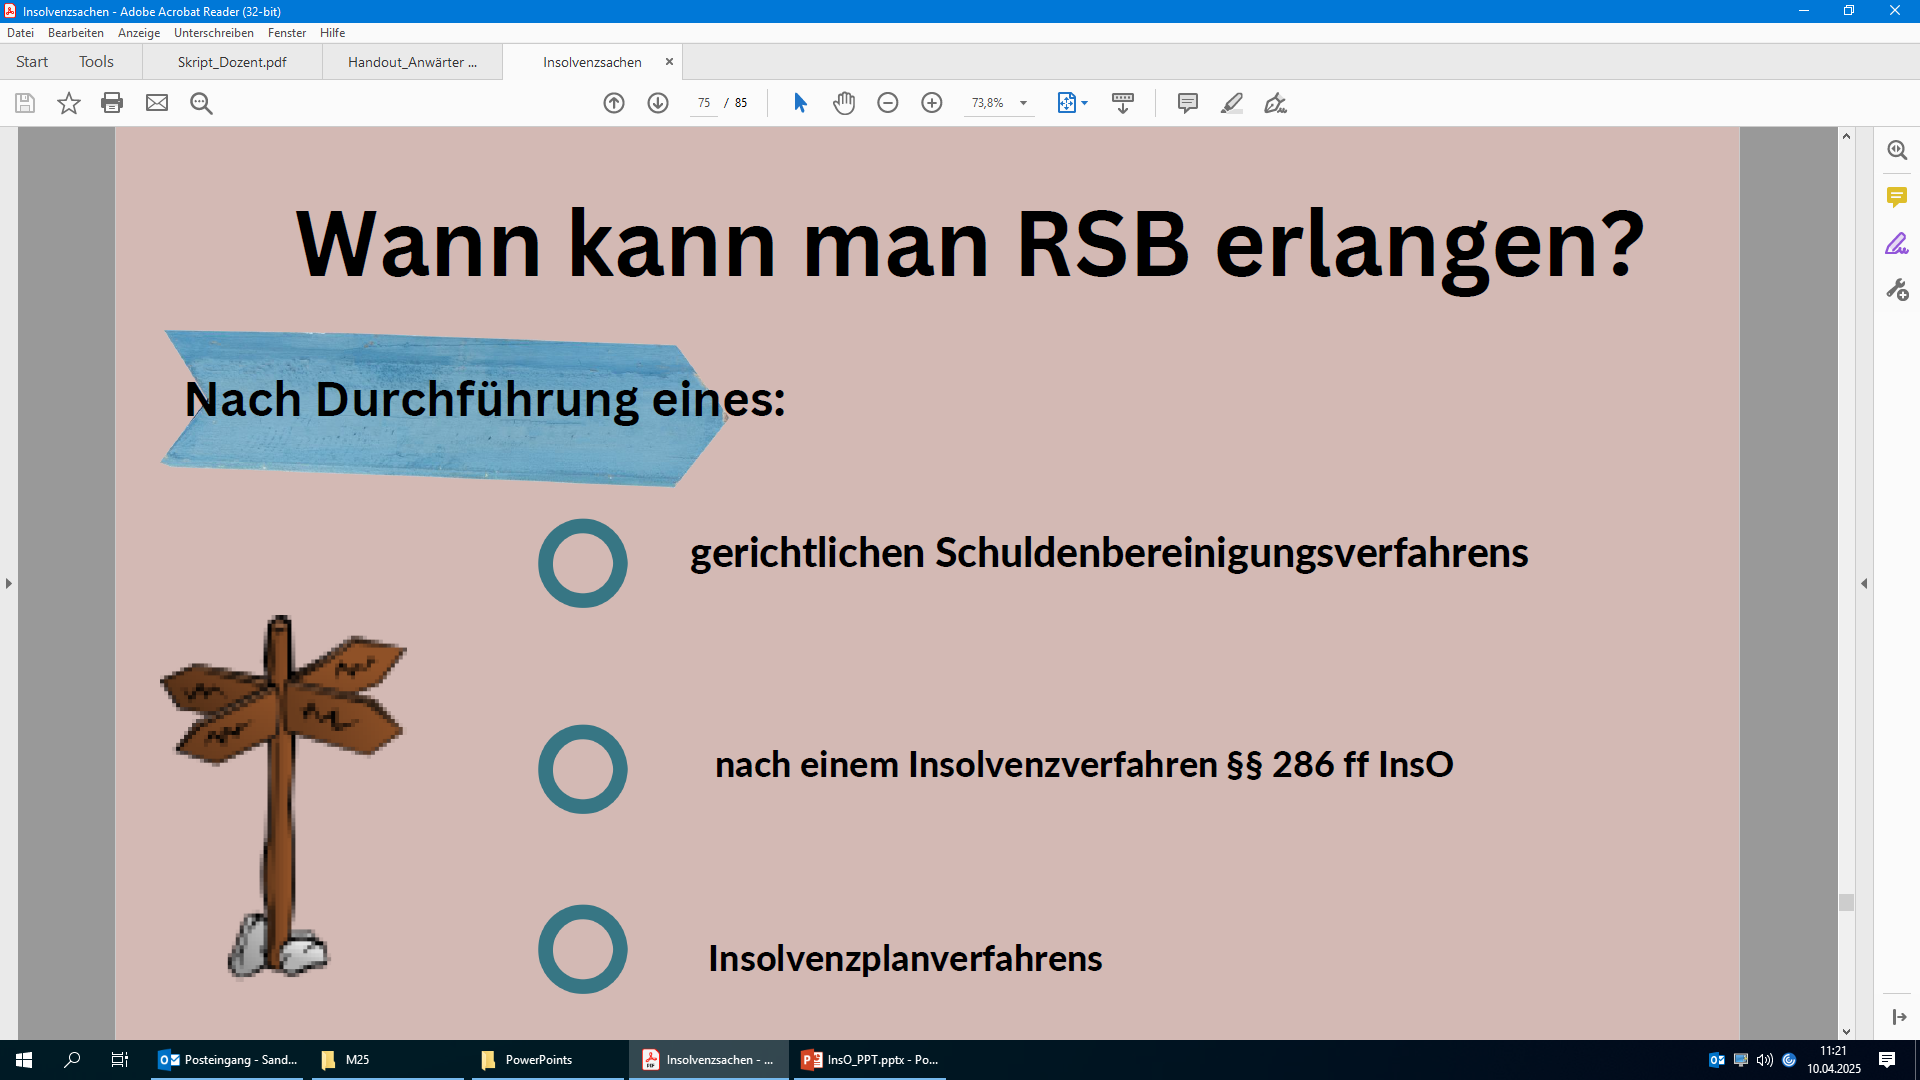 Insolvenzsachen - Adobe Acrobat Reader (32-bit)
Datei Bearbeiten Anzeige Unterschreiben Fenster Hilfe
Start Tools Skript_Dozent.pdf Handout_Anwärter ... Insolvenzsachen ×
75 / 85 73,8%
Wann kann man RSB erlangen?
Nach Durchführung eines:
gerichtlichen Schuldenbereinigungsverfahrens
nach einem Insolvenzverfahren §§ 286 ff InsO
Insolvenzplanverfahrens
Posteingang - Sand... M25 PowerPoints Insolvenzsachen - ... InsO_PPT.pptx - Po... 11:21
10.04.2025